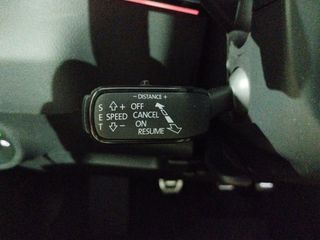 − DISTANCE +
S + OFF
E SPEED CANCEL
T − ON
RESUME